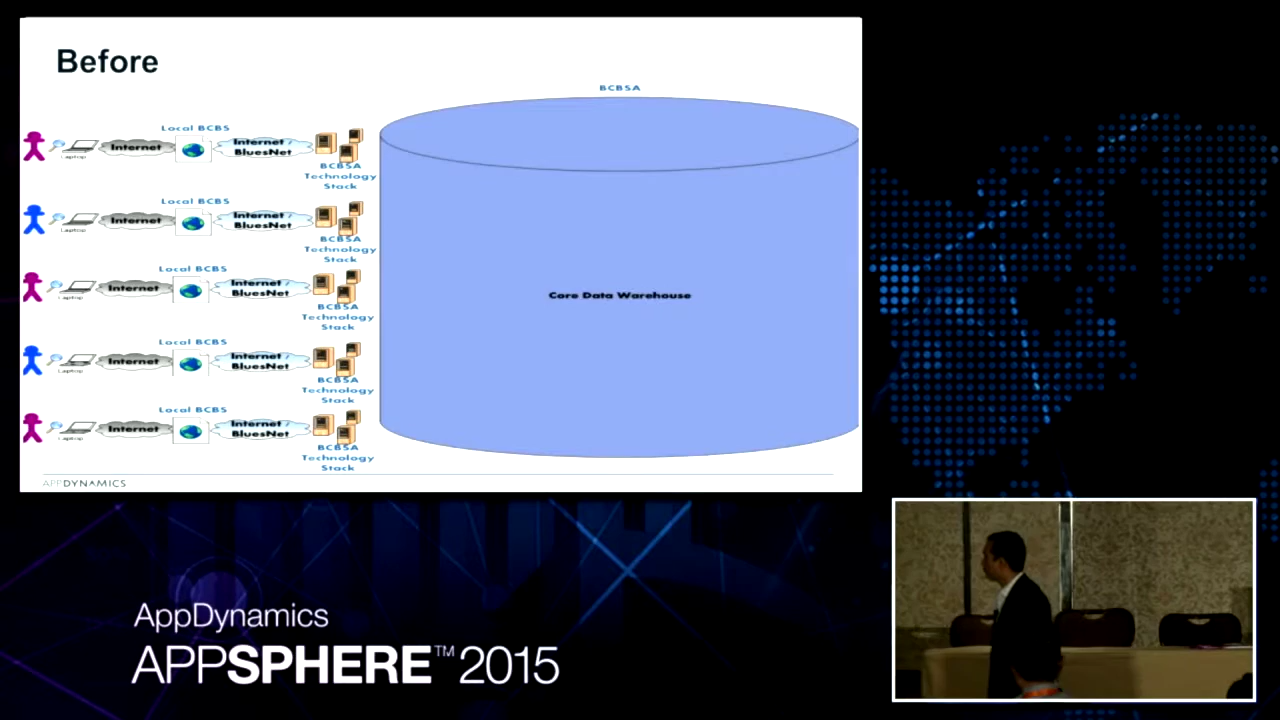 Before
BCBSA
Local BCBS
Laptop
Internet
Internet /
BluesNet
BCBSA
Technology
Stack
Local BCBS
Laptop
Internet
Internet /
BluesNet
BCBSA
Technology
Stack
Core Data Warehouse
Local BCBS
Laptop
Internet
Internet /
BluesNet
BCBSA
Technology
Stack
Local BCBS
Laptop
Internet
Internet /
BluesNet
BCBSA
Technology
Stack
Local BCBS
Laptop
Internet
Internet /
BluesNet
BCBSA
Technology
Stack
APPDYNAMICS
AppDynamics
APPSPHERE™ 2015